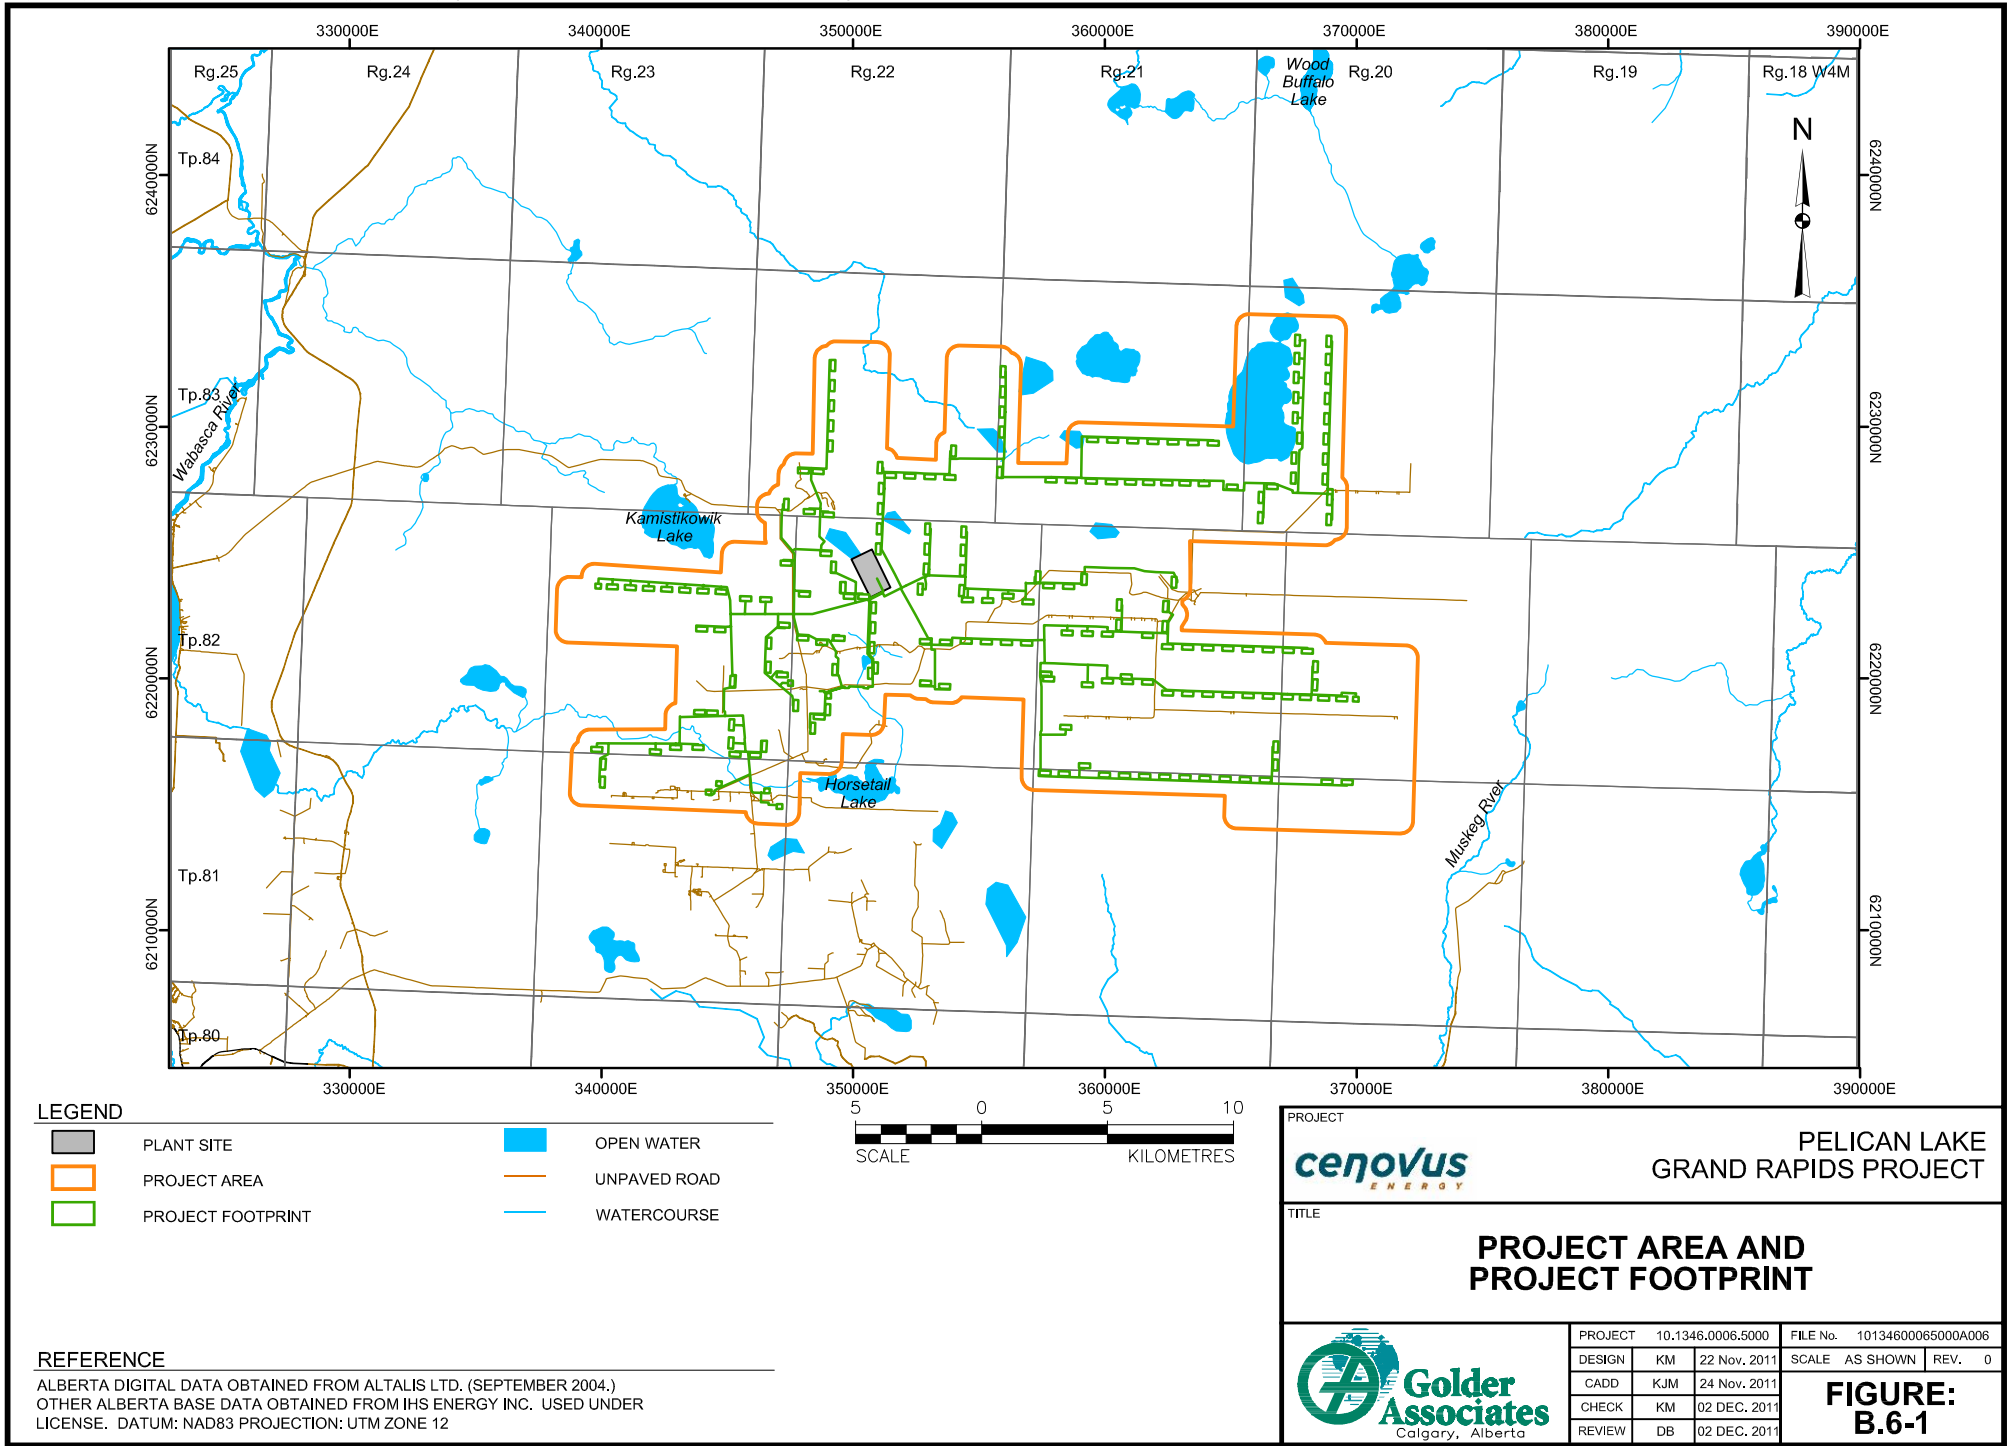 330000E 340000E 350000E 360000E 370000E 380000E 390000E
Rg.25 Rg.24 Rg.23 Rg.22 Rg.21 Rg.20 Rg.19 Rg.18 W4M
Wood
Buffalo
Lake
N
Tp.84
6240000N 6240000N
Tp.83
Wabasca River
6230000N 6230000N
Kamistikowik
Lake
Tp.82
6220000N 6220000N
Horsetail
Lake
Muskeg Rver
Tp.81
6210000N 6210000N
Tp.80
330000E 340000E 350000E 360000E 370000E 380000E 390000E
LEGEND
PLANT SITE
PROJECT AREA
PROJECT FOOTPRINT
OPEN WATER
UNPAVED ROAD
WATERCOURSE
5 0 5 10
SCALE KILOMETRES
REFERENCE
ALBERTA DIGITAL DATA OBTAINED FROM ALTALIS LTD. (SEPTEMBER 2004.)
OTHER ALBERTA BASE DATA OBTAINED FROM IHS ENERGY INC. USED UNDER
LICENSE. DATUM: NAD83 PROJECTION: UTM ZONE 12
PROJECT
cenovus
ENERGY
PELICAN LAKE
GRAND RAPIDS PROJECT
TITLE
PROJECT AREA AND
PROJECT FOOTPRINT
Golder
Associates
Calgary, Alberta
PROJECT 10.1346.0006.5000 FILE No. 10134600065000A006
DESIGN KM 22 Nov. 2011 SCALE AS SHOWN REV. 0
CADD KJM 24 Nov. 2011
CHECK KM 02 DEC. 2011
REVIEW DB 02 DEC. 2011
FIGURE:
B.6-1